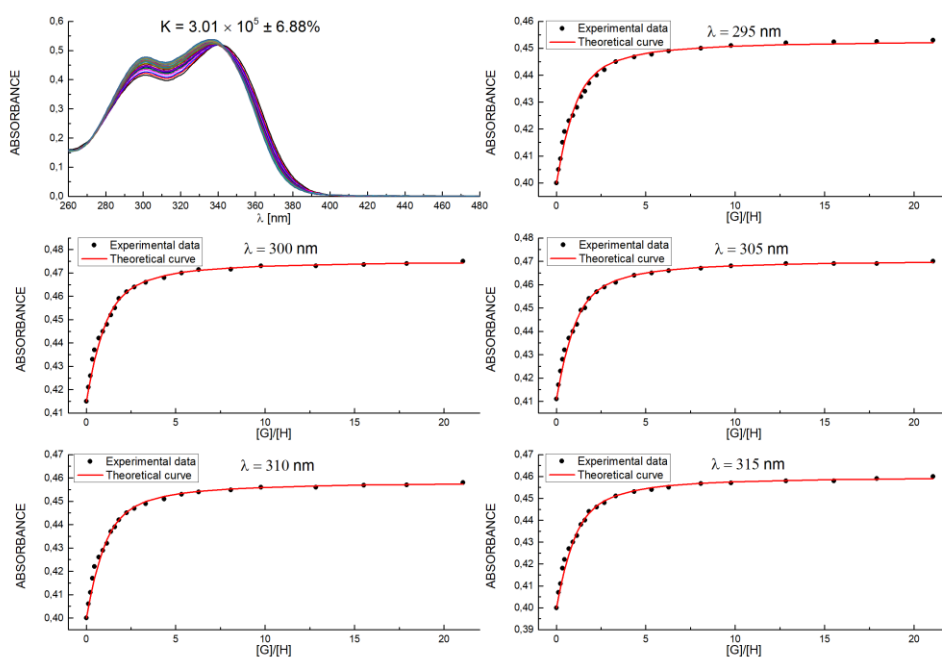 K = 3.01 × 10⁵ ± 6.88%
ABSORBANCE
0,6
0,5
0,4
0,3
0,2
0,1
0,0
260 280 300 320 340 360 380 400 420 440 460 480
λ [nm]
Experimental data
Theoretical curve
λ = 295 nm
ABSORBANCE
0,46
0,45
0,44
0,43
0,42
0,41
0,40
0 5 10 15 20
[G]/[H]
Experimental data
Theoretical curve
λ = 300 nm
ABSORBANCE
0,48
0,47
0,46
0,45
0,44
0,43
0,42
0,41
0 5 10 15 20
[G]/[H]
Experimental data
Theoretical curve
λ = 305 nm
ABSORBANCE
0,48
0,47
0,46
0,45
0,44
0,43
0,42
0,41
0,40
0 5 10 15 20
[G]/[H]
Experimental data
Theoretical curve
λ = 310 nm
ABSORBANCE
0,47
0,46
0,45
0,44
0,43
0,42
0,41
0,40
0 5 10 15 20
[G]/[H]
Experimental data
Theoretical curve
λ = 315 nm
ABSORBANCE
0,47
0,46
0,45
0,44
0,43
0,42
0,41
0,40
0,39
0 5 10 15 20
[G]/[H]